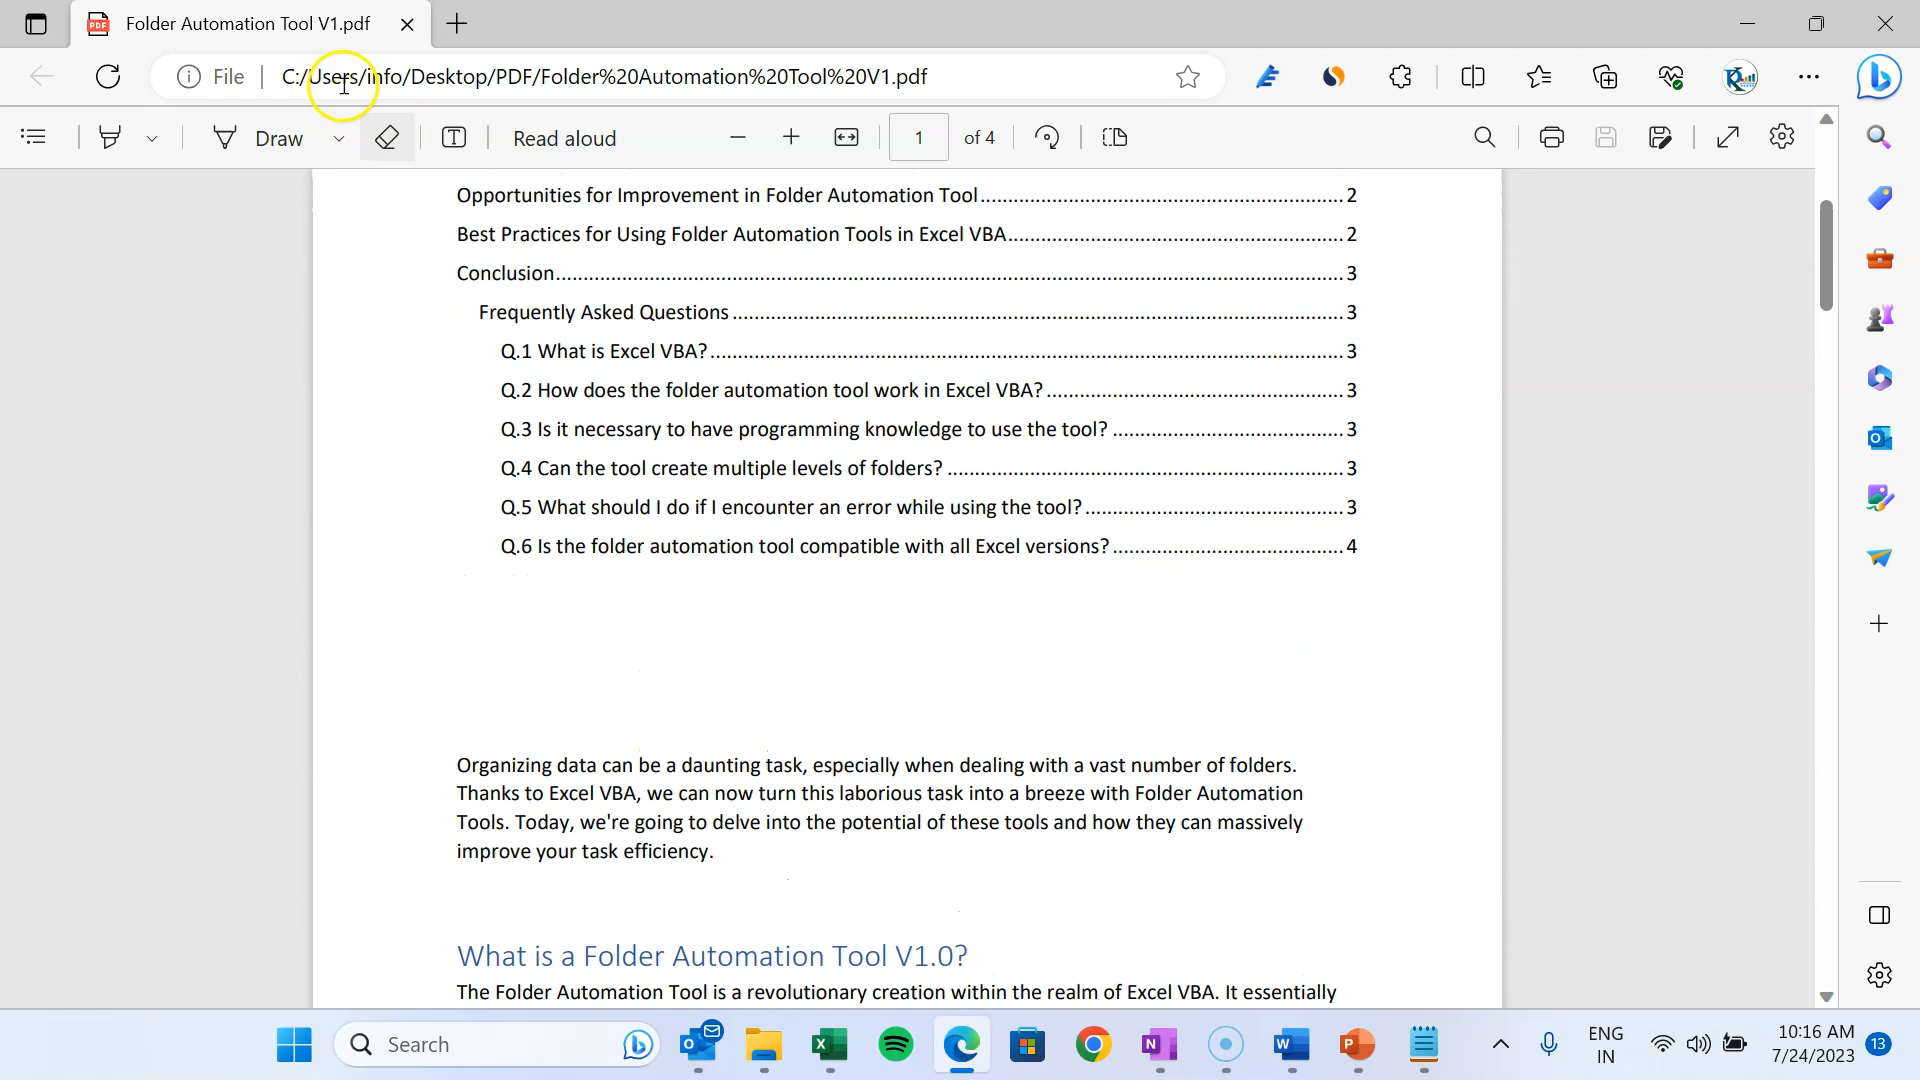 Folder Automation Tool V1.pdf
File | C:/Users/info/Desktop/PDF/Folder%20Automation%20Tool%20V1.pdf
Draw Read aloud 1 of 4
Opportunities for Improvement in Folder Automation Tool 2
Best Practices for Using Folder Automation Tools in Excel VBA 2
Conclusion 3
Frequently Asked Questions 3
Q.1 What is Excel VBA? 3
Q.2 How does the folder automation tool work in Excel VBA? 3
Q.3 Is it necessary to have programming knowledge to use the tool? 3
Q.4 Can the tool create multiple levels of folders? 3
Q.5 What should I do if I encounter an error while using the tool? 3
Q.6 Is the folder automation tool compatible with all Excel versions? 4
Organizing data can be a daunting task, especially when dealing with a vast number of folders.
Thanks to Excel VBA, we can now turn this laborious task into a breeze with Folder Automation
Tools. Today, we're going to delve into the potential of these tools and how they can massively
improve your task efficiency.
What is a Folder Automation Tool V1.0?
The Folder Automation Tool is a revolutionary creation within the realm of Excel VBA. It essentially
Search
ENG
IN
10:16 AM
7/24/2023
13